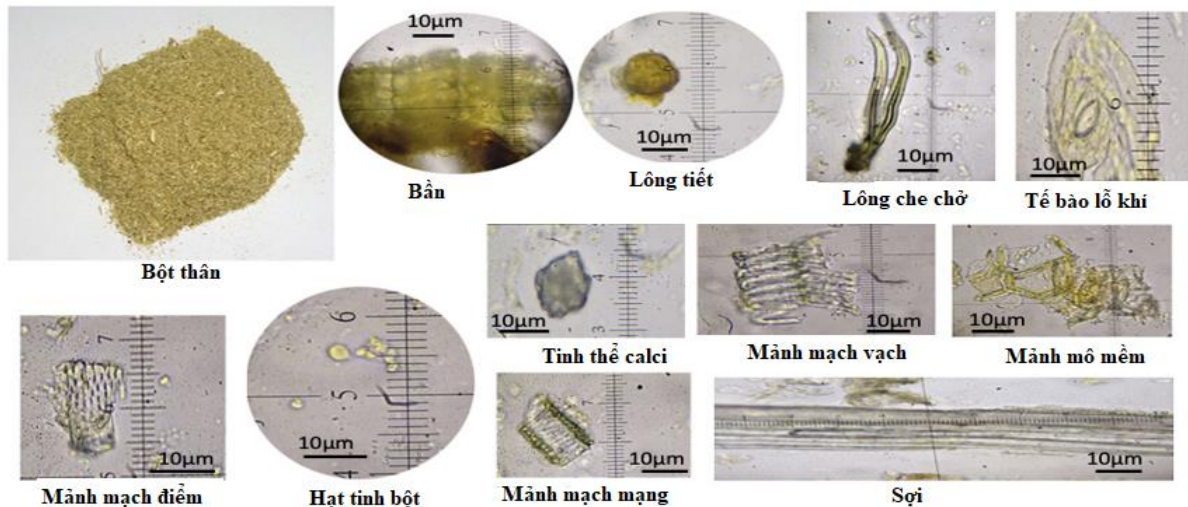 10µm
Bần
10µm
Lông tiết
10µm
Lông che chở
10µm
Tế bào lỗ khí
Bột thân
10µm
Tinh thể calci
10µm
Mảnh mạch vạch
10µm
Mảnh mô mềm
10µm
Mảnh mạch điểm
10µm
Hạt tinh bột
10µm
Mảnh mạch mạng
10µm
Sợi